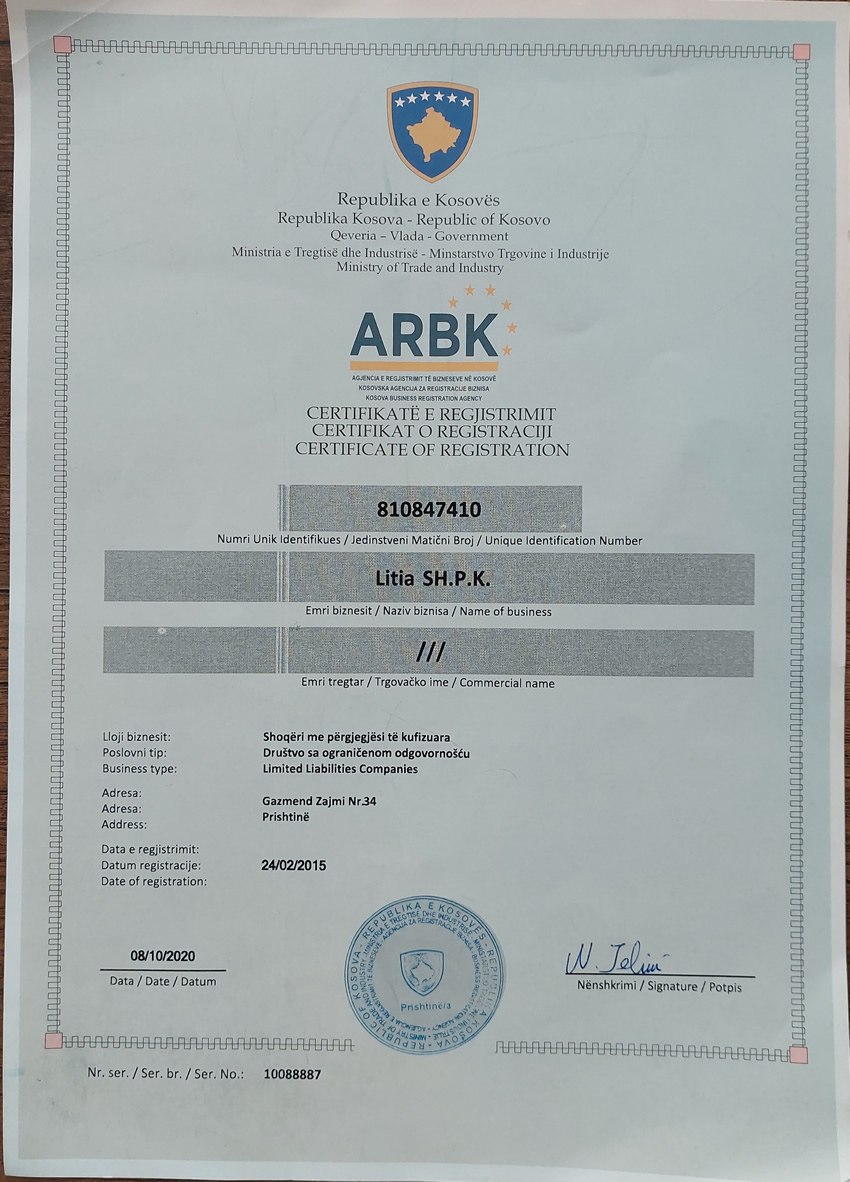 Republika e Kosovës
Republika Kosova - Republic of Kosovo
Qeveria – Vlada - Government
Ministria e Tregtisë dhe Industrisë - Minstarstvo Trgovine i Industrije
Ministry of Trade and Industry
ARBK
AGJENCIA E REGJISTRIMIT TË BIZNESEVE NË KOSOVË
KOSOVSKA AGENCIJA ZA REGISTRACIJE BIZNISA
KOSOVA BUSINESS REGISTRATION AGENCY
CERTIFIKATË E REGJISTRIMIT
CERTIFIKAT O REGISTRACIJI
CERTIFICATE OF REGISTRATION
810847410
Numri Unik Identifikues / Jedinstveni Matični Broj / Unique Identification Number
Litia SH.P.K.
Emri biznesit / Naziv biznisa / Name of business
///
Emri tregtar / Trgovačko ime / Commercial name
Lloji biznesit: Shoqëri me përgjegjësi të kufizuara
Poslovni tip: Društvo sa ograničenom odgovornošću
Business type: Limited Liabilities Companies
Adresa:
Adresa: Gazmend Zajmi Nr.34
Address: Prishtinë
Data e regjistrimit:
Datum registracije: 24/02/2015
Date of registration:
08/10/2020
Data / Date / Datum
Prishtinë/a
Nënshkrimi / Signature / Potpis
Nr. ser. / Ser. br. / Ser. No.: 10088887